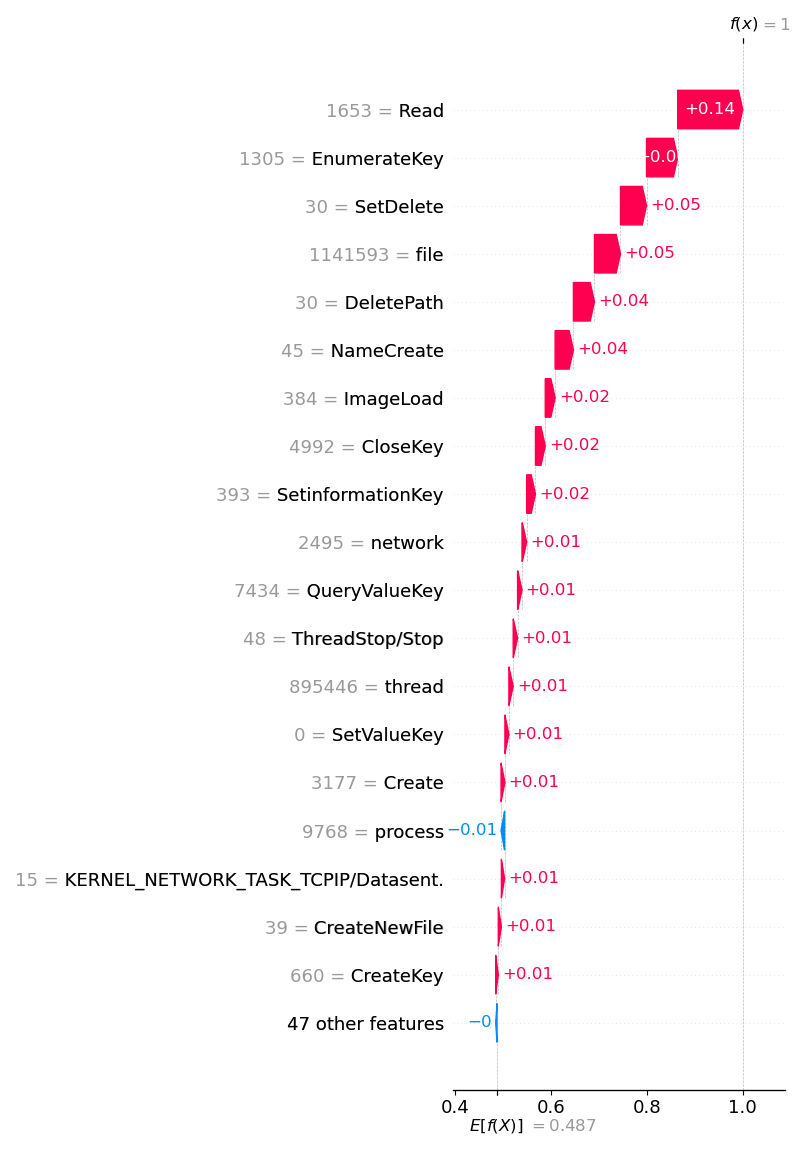 f(x) = 1
1653 = Read +0.14
1305 = EnumerateKey
30 = SetDelete +0.05
1141593 = file +0.05
30 = DeletePath +0.04
45 = NameCreate +0.04
384 = ImageLoad +0.02
4992 = CloseKey +0.02
393 = SetinformationKey +0.02
2495 = network +0.01
7434 = QueryValueKey +0.01
48 = ThreadStop/Stop +0.01
895446 = thread +0.01
0 = SetValueKey +0.01
3177 = Create +0.01
9768 = process −0.01
15 = KERNEL_NETWORK_TASK_TCPIP/Datasent. +0.01
39 = CreateNewFile +0.01
660 = CreateKey +0.01
47 other features −0
0.4 0.6 0.8 1.0
E[f(X)] = 0.487